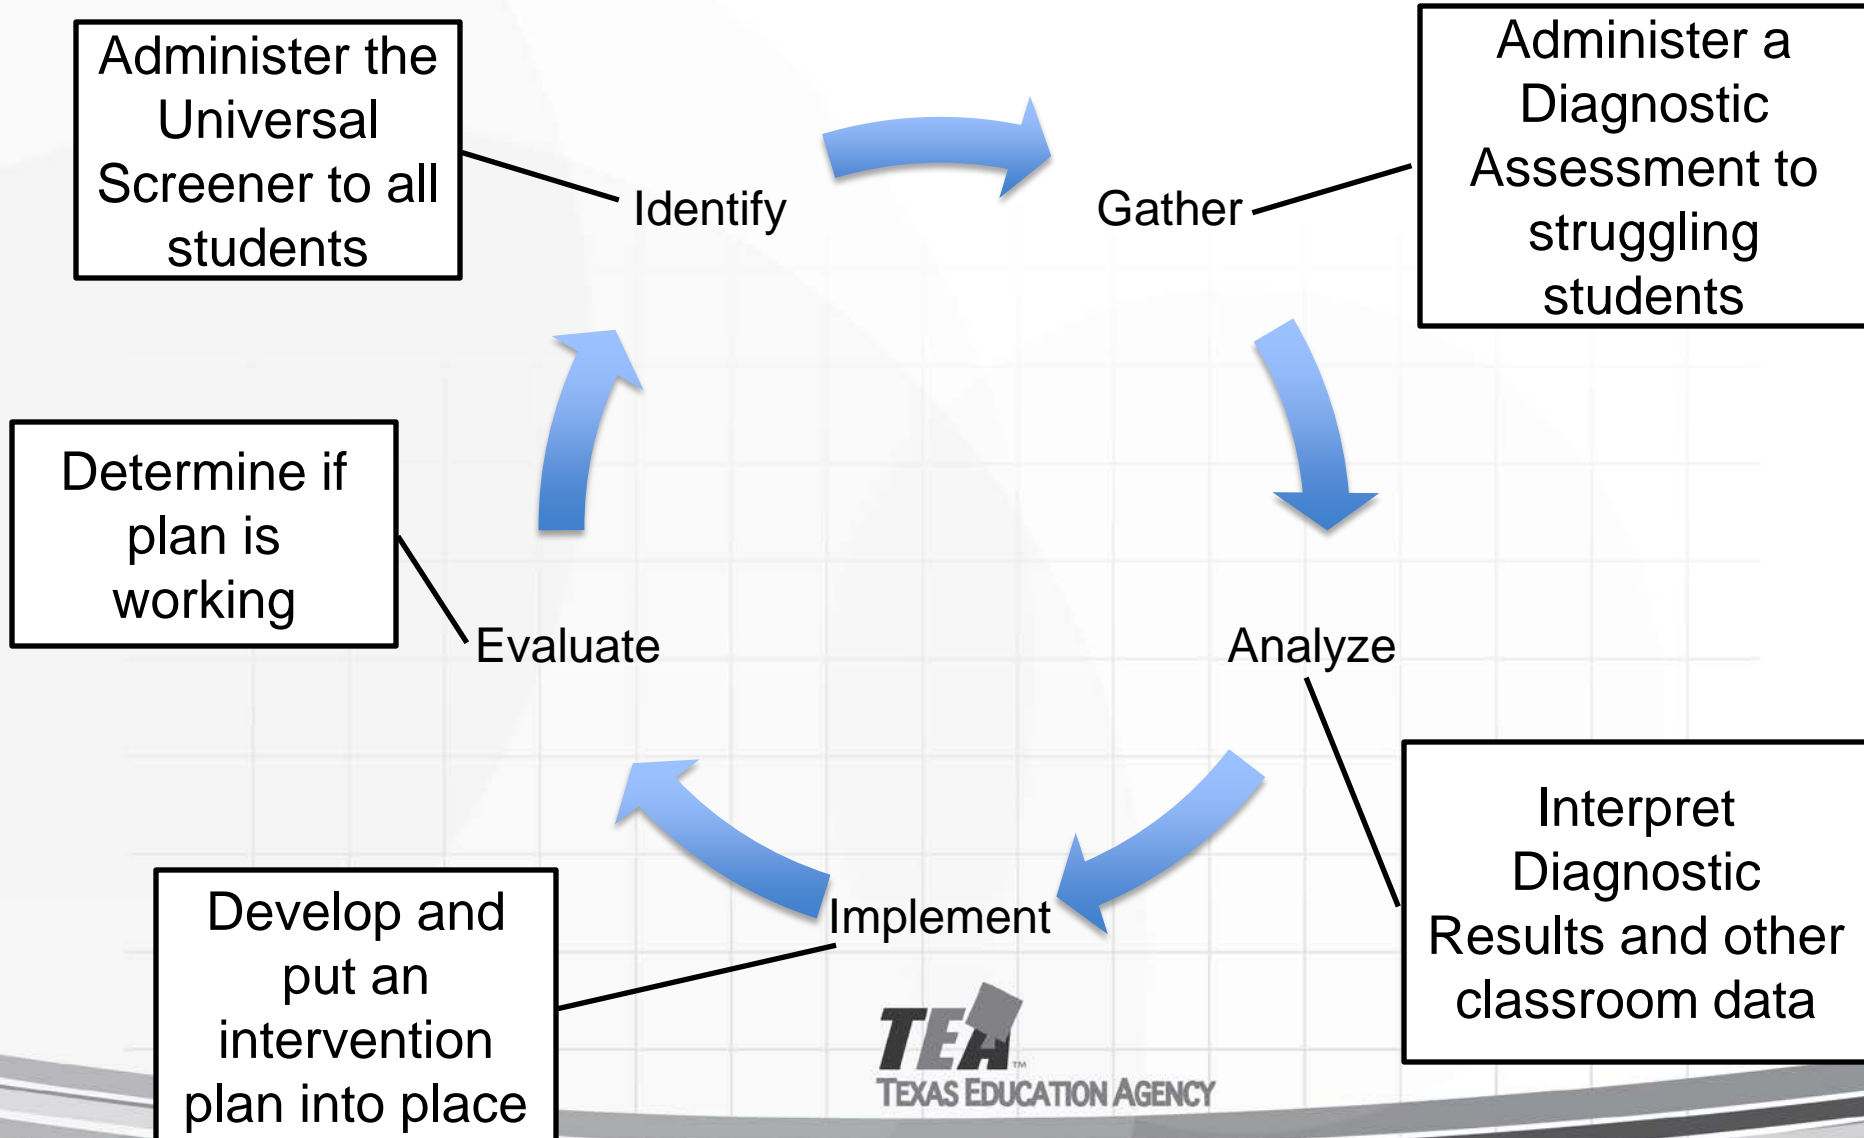 Administer the
Universal
Screener to all
students
Identify
Gather
Administer a
Diagnostic
Assessment to
struggling
students
Determine if
plan is
working
Evaluate
Analyze
Interpret
Diagnostic
Results and other
classroom data
Implement
Develop and
put an
intervention
plan into place
TEA™
TEXAS EDUCATION AGENCY